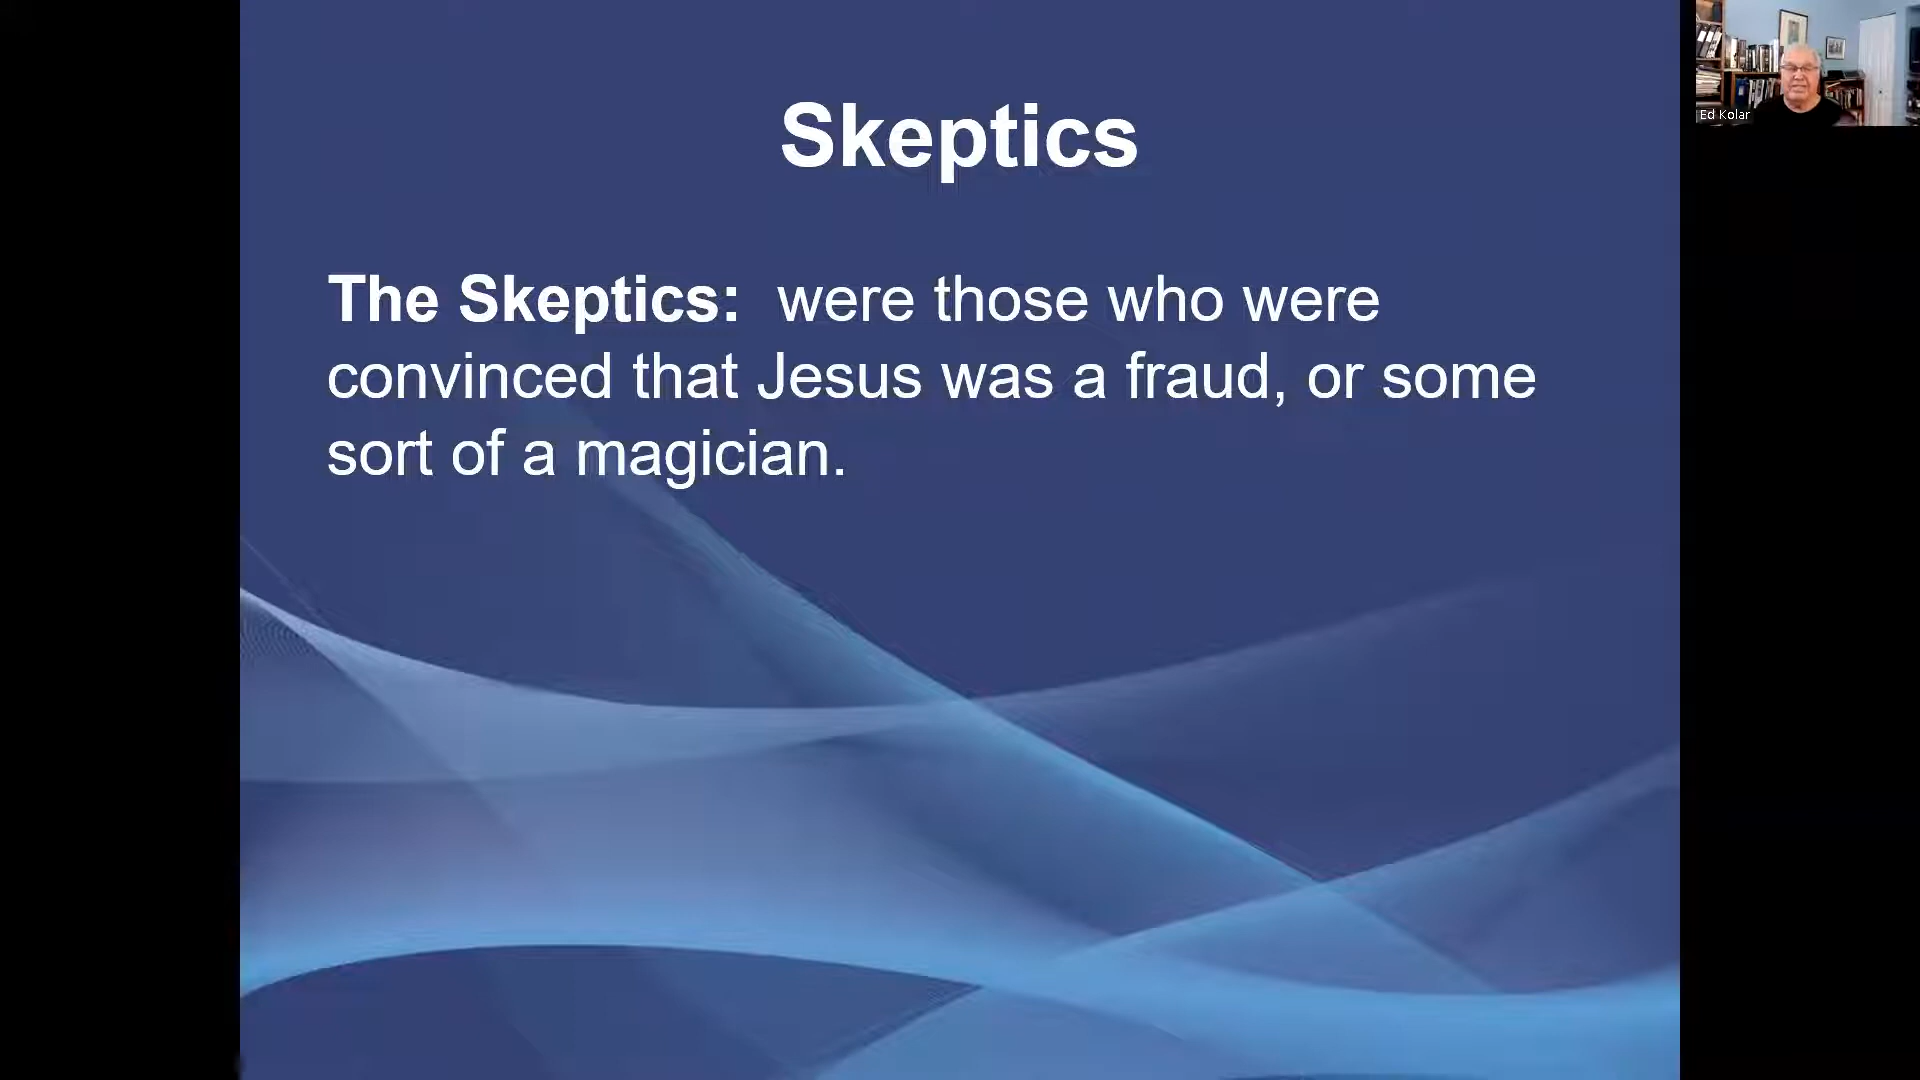 Skeptics
The Skeptics: were those who were
convinced that Jesus was a fraud, or some
sort of a magician.
Ed Kolar